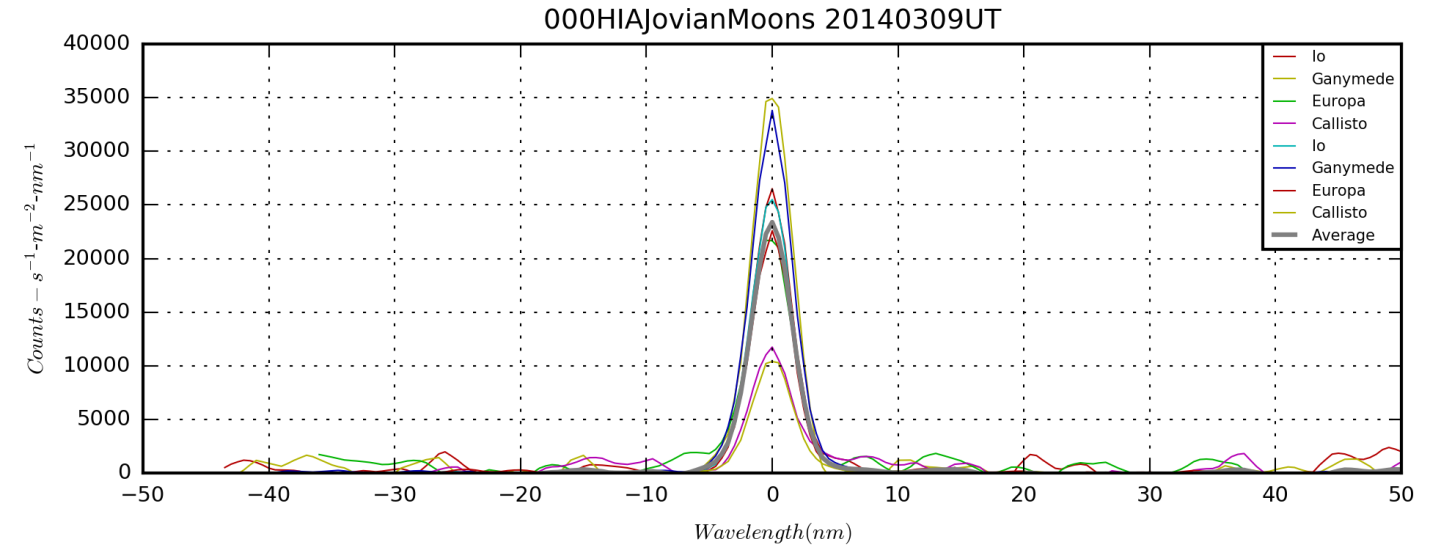 000HIAJovianMoons 20140309UT
40000
35000
30000
25000
20000
15000
10000
5000
0
Counts − s⁻¹-m⁻²-nm⁻¹
Io
Ganymede
Europa
Callisto
Io
Ganymede
Europa
Callisto
Average
−50 −40 −30 −20 −10 0 10 20 30 40 50
Wavelength(nm)